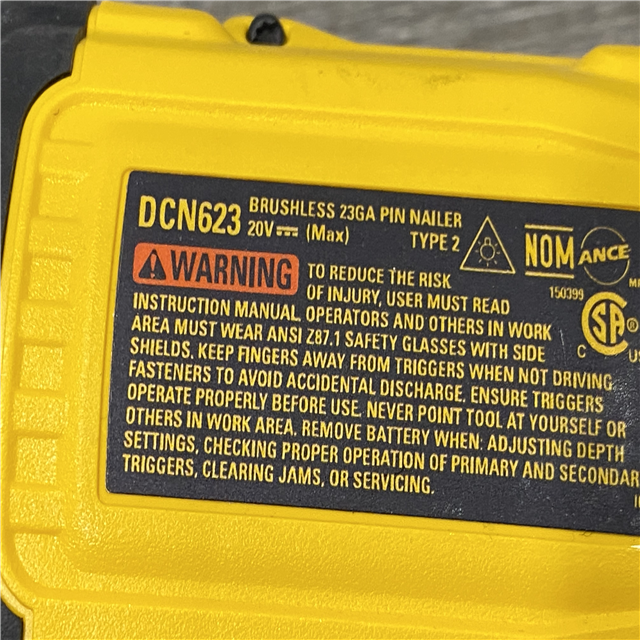 DCN623 BRUSHLESS 23GA PIN NAILER
20V (Max) TYPE 2
NOM ANCE
150399
WARNING TO REDUCE THE RISK
OF INJURY, USER MUST READ
INSTRUCTION MANUAL. OPERATORS AND OTHERS IN WORK
AREA MUST WEAR ANSI Z87.1 SAFETY GLASSES WITH SIDE
SHIELDS. KEEP FINGERS AWAY FROM TRIGGERS WHEN NOT DRIVING
FASTENERS TO AVOID ACCIDENTAL DISCHARGE. ENSURE TRIGGERS
OPERATE PROPERLY BEFORE USE. NEVER POINT TOOL AT YOURSELF OR
OTHERS IN WORK AREA. REMOVE BATTERY WHEN: ADJUSTING DEPTH
SETTINGS, CHECKING PROPER OPERATION OF PRIMARY AND SECONDAR
TRIGGERS, CLEARING JAMS, OR SERVICING.
C SA ® US